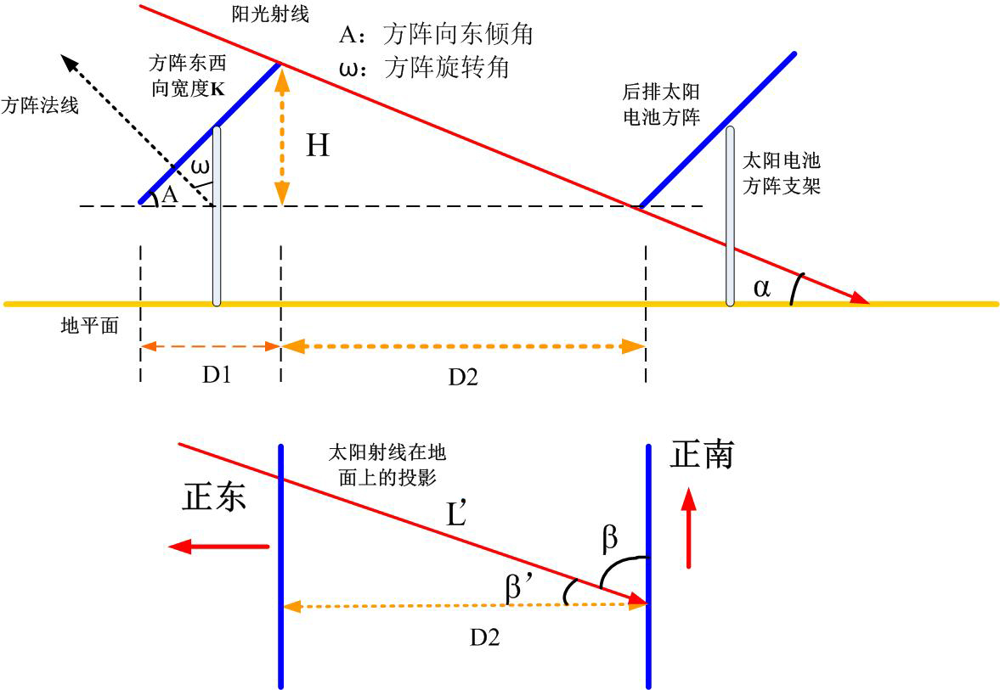 阳光射线
A：方阵向东倾角
ω：方阵旋转角
方阵东西
向宽度K
方阵法线
后排太阳
电池方阵
H
太阳电池
方阵支架
ω
A
α
地平面
D1
D2
太阳射线在地
面上的投影
正南
正东
L’
β
β’
D2